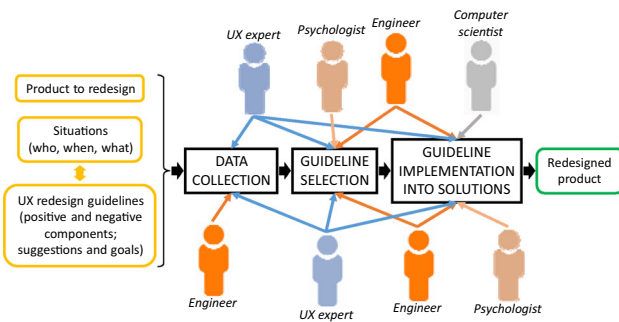 UX expert
Psychologist
Engineer
Computer
scientist
Product to redesign
Situations
(who, when, what)
UX redesign guidelines
(positive and negative
components;
suggestions and goals)
DATA
COLLECTION
GUIDELINE
SELECTION
GUIDELINE
IMPLEMENTATION
INTO SOLUTIONS
Redesigned
product
Engineer
UX expert
Engineer
Psychologist